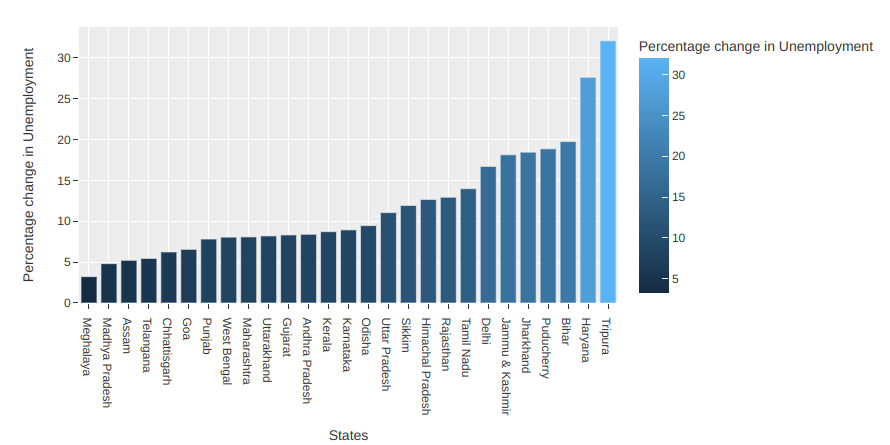 Percentage change in Unemployment
30
25
20
15
10
5
0
Meghalaya
Madhya Pradesh
Assam
Telangana
Chhattisgarh
Goa
Punjab
West Bengal
Maharashtra
Uttarakhand
Gujarat
Andhra Pradesh
Kerala
Karnataka
Odisha
Uttar Pradesh
Sikkim
Himachal Pradesh
Rajasthan
Tamil Nadu
Delhi
Jammu & Kashmir
Jharkhand
Puducherry
Bihar
Haryana
Tripura
States
Percentage change in Unemployment
30
25
20
15
10
5